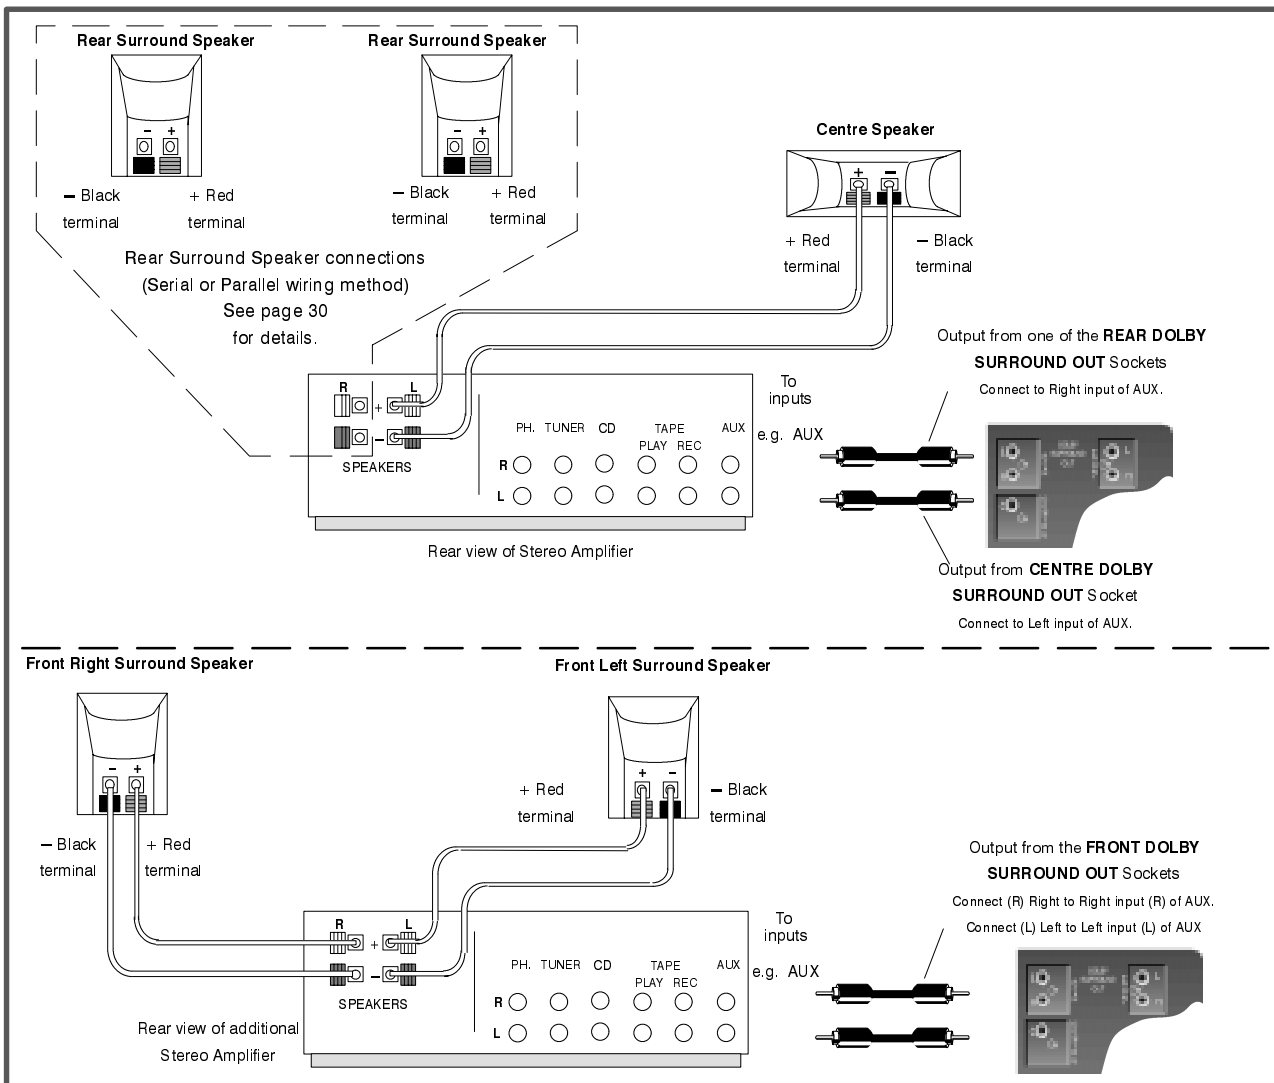 Rear Surround Speaker
Rear Surround Speaker
− +
− +
− Black
terminal
+ Red
terminal
− Black
terminal
+ Red
terminal
Rear Surround Speaker connections
(Serial or Parallel wiring method)
See page 30
for details.
Centre Speaker
+ −
+ Red
terminal
− Black
terminal
Output from one of the REAR DOLBY
SURROUND OUT Sockets
Connect to Right input of AUX.
To
inputs
e.g. AUX
R L
+
−
SPEAKERS
PH. TUNER CD TAPE AUX
PLAY REC
R
L
Rear view of Stereo Amplifier
Output from CENTRE DOLBY
SURROUND OUT Socket
Connect to Left input of AUX.
Front Right Surround Speaker
Front Left Surround Speaker
− +
+ −
− Black
terminal
+ Red
terminal
+ Red
terminal
− Black
terminal
Output from the FRONT DOLBY
SURROUND OUT Sockets
Connect (R) Right to Right input (R) of AUX.
Connect (L) Left to Left input (L) of AUX
To
inputs
e.g. AUX
R L
+
−
SPEAKERS
PH. TUNER CD TAPE AUX
PLAY REC
R
L
Rear view of additional
Stereo Amplifier